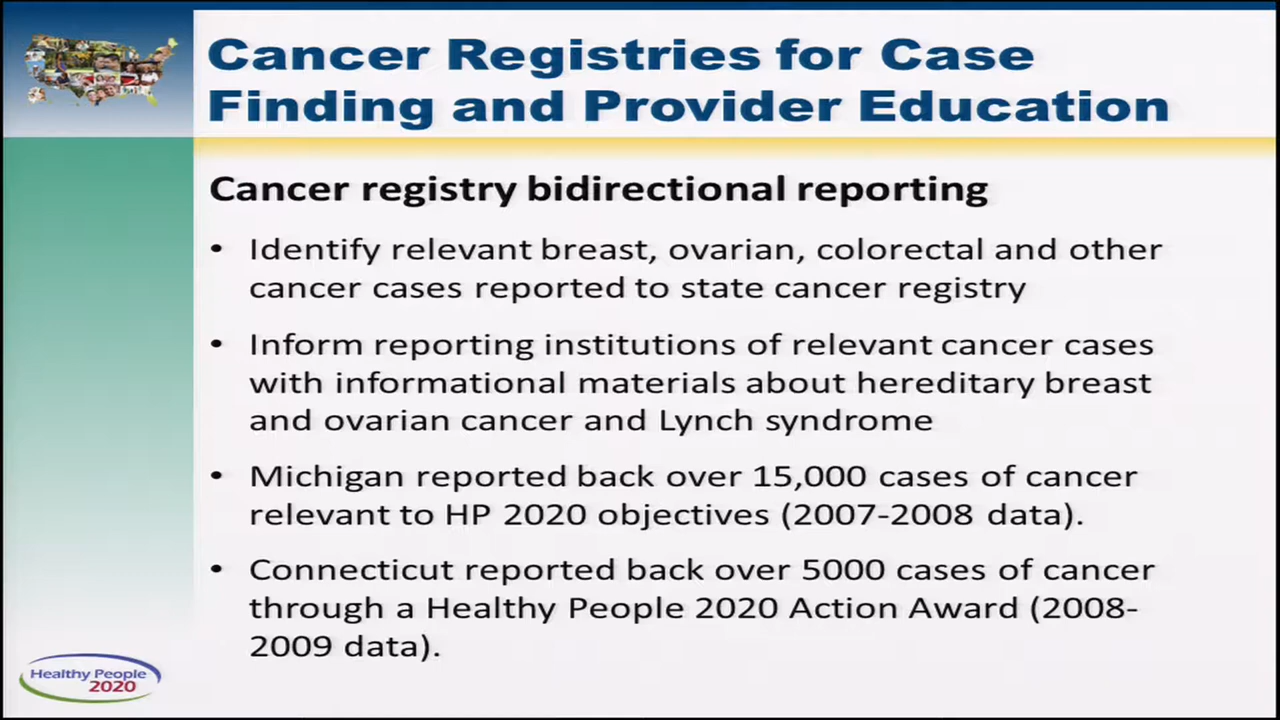 Cancer Registries for Case
Finding and Provider Education
Cancer registry bidirectional reporting
• Identify relevant breast, ovarian, colorectal and other
cancer cases reported to state cancer registry
• Inform reporting institutions of relevant cancer cases
with informational materials about hereditary breast
and ovarian cancer and Lynch syndrome
• Michigan reported back over 15,000 cases of cancer
relevant to HP 2020 objectives (2007-2008 data).
• Connecticut reported back over 5000 cases of cancer
through a Healthy People 2020 Action Award (2008-
2009 data).
Healthy People
2020